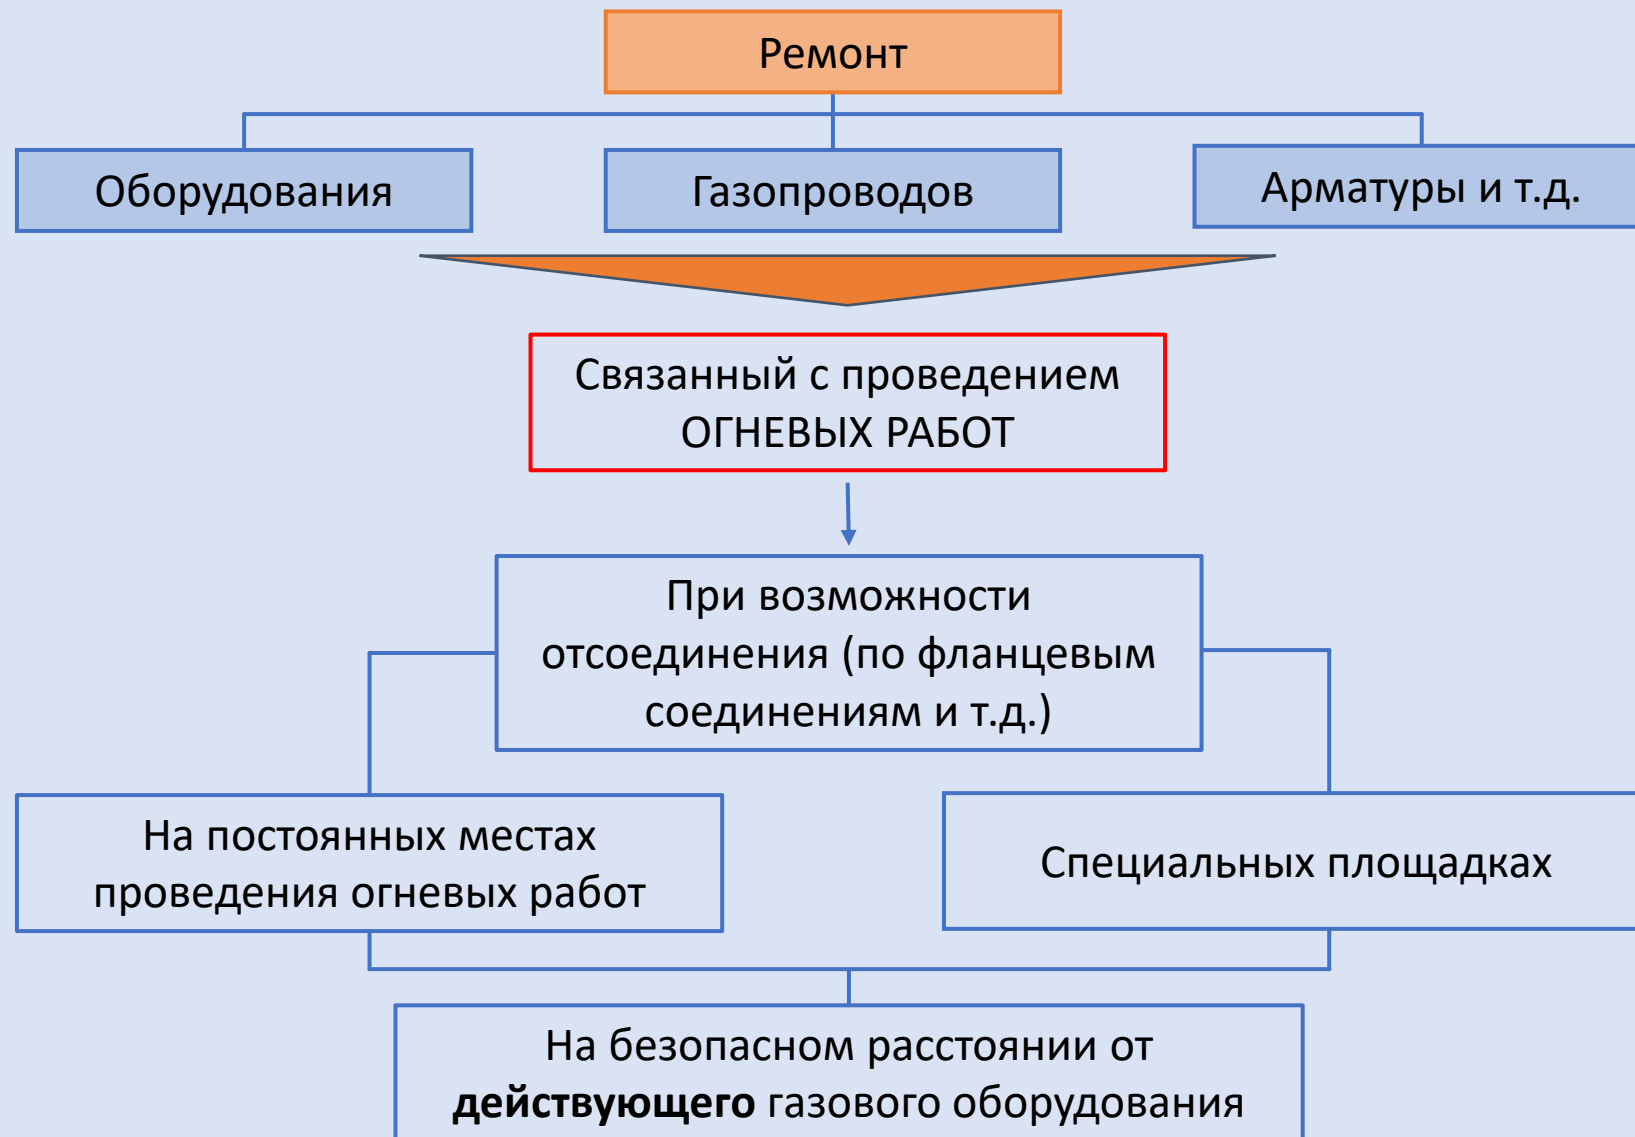 Ремонт
Оборудования
Газопроводов
Арматуры и т.д.
Связанный с проведением
ОГНЕВЫХ РАБОТ
При возможности
отсоединения (по фланцевым
соединениям и т.д.)
На постоянных местах
проведения огневых работ
Специальных площадках
На безопасном расстоянии от
действующего газового оборудования